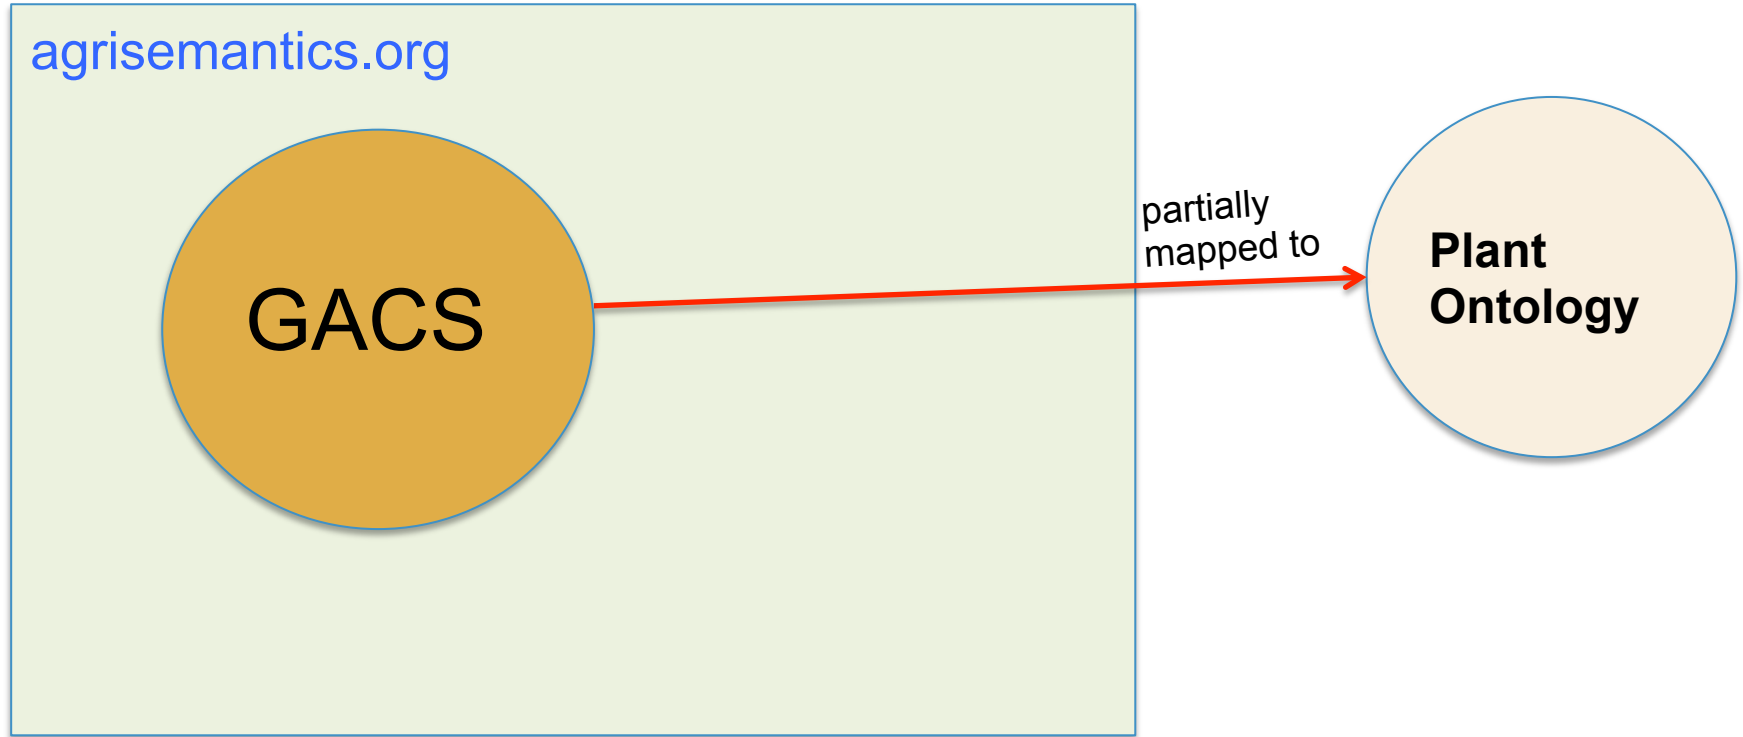 agrisemantics.org
GACS
partially
mapped to
Plant
Ontology